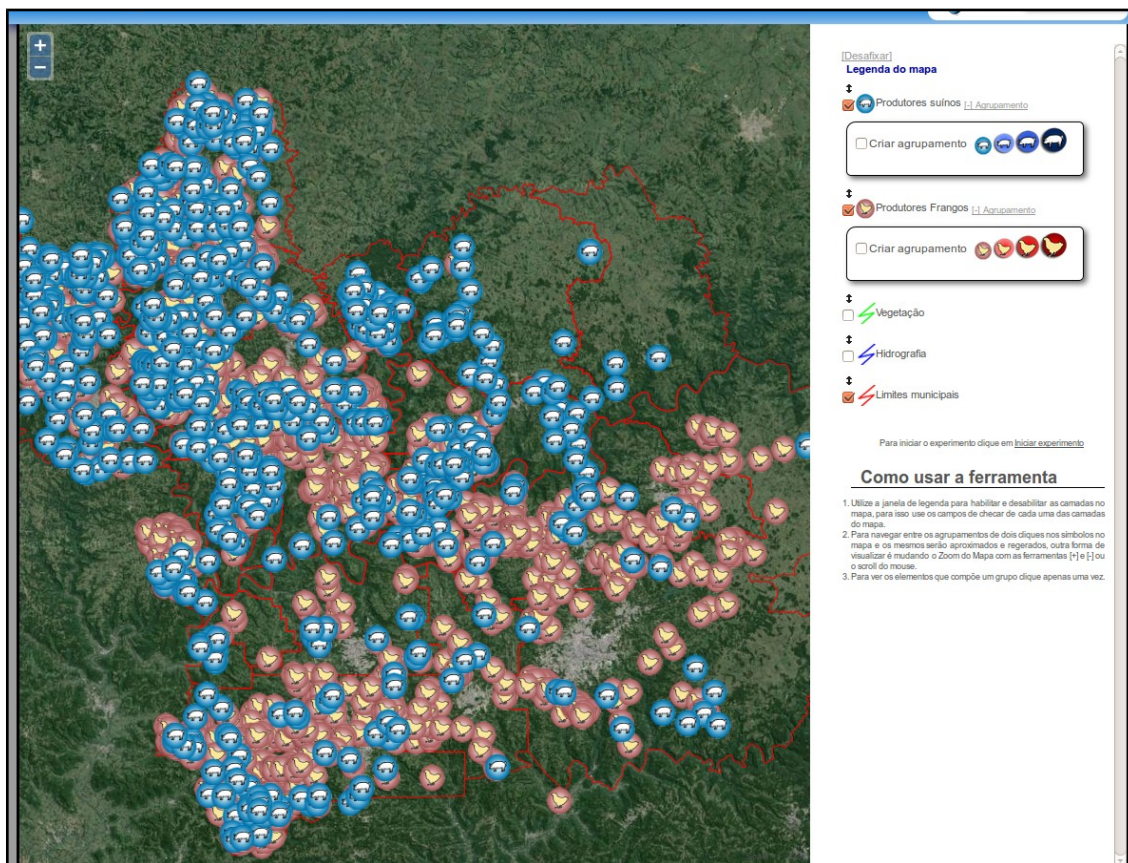 +
−
[Desafixar]
Legenda do mapa
Produtores suínos [-] Agrupamento
Criar agrupamento
Produtores Frangos [-] Agrupamento
Criar agrupamento
Vegetação
Hidrografia
Limites municipais
Para iniciar o experimento clique em Iniciar experimento
Como usar a ferramenta
1. Utilize a janela de legenda para habilitar e desabilitar as camadas no
mapa, para isso use os campos de checar de cada uma das camadas
do mapa.
2. Para navegar entre os agrupamentos de dois cliques nos símbolos no
mapa e os mesmos serão aproximados e regerados, outra forma de
visualizar é mudando o Zoom do Mapa com as ferramentas [+] e [-] ou
o scroll do mouse.
3. Para ver os elementos que compõe um grupo clique apenas uma vez.